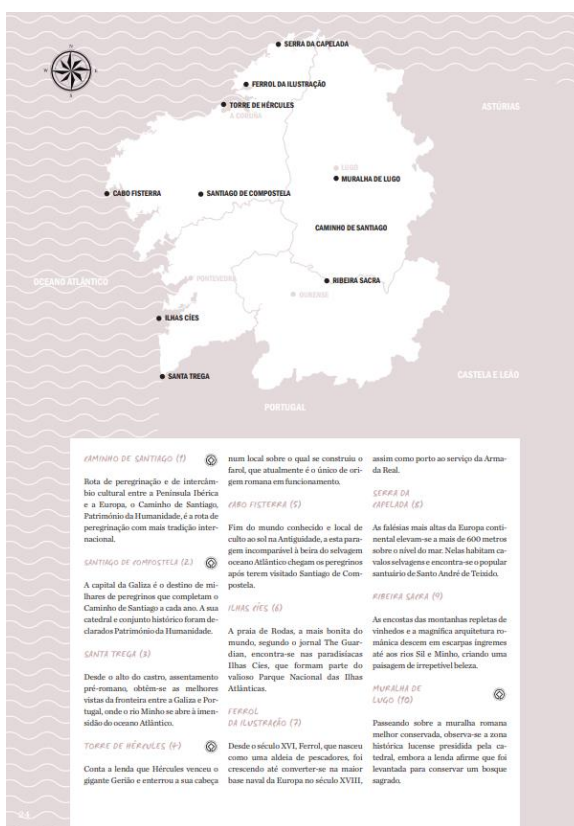 N
W
L
S
SERRA DA CAPELADA
FERROL DA ILUSTRAÇÃO
TORRE DE HÉRCULES
A CORUÑA
ASTÚRIAS
LUGO
MURALHA DE LUGO
CABO FISTERRA
SANTIAGO DE COMPOSTELA
CAMINHO DE SANTIAGO
OCEANO ATLÂNTICO
PONTEVEDRA
RIBEIRA SACRA
OURENSE
ILHAS CÍES
SANTA TREGA
CASTELA E LEÃO
PORTUGAL
CAMINHO DE SANTIAGO (1)
Rota de peregrinação e de intercâm-
bio cultural entre a Península Ibérica
e a Europa, o Caminho de Santiago,
Património da Humanidade, é a rota de
peregrinação com mais tradição inter-
nacional.
SANTIAGO DE COMPOSTELA (2)
A capital da Galiza é o destino de mi-
lhares de peregrinos que completam o
Caminho de Santiago a cada ano. A sua
catedral e conjunto histórico foram de-
clarados Património da Humanidade.
SANTA TREGA (3)
Desde o alto do castro, assentamento
pré-romano, obtêm-se as melhores
vistas da fronteira entre a Galiza e Por-
tugal, onde o rio Minho se abre à imen-
sidão do oceano Atlântico.
TORRE DE HÉRCULES (4)
Conta a lenda que Hércules venceu o
gigante Gerião e enterrou a sua cabeça
num local sobre o qual se construiu o
farol, que atualmente é o único de ori-
gem romana em funcionamento.
CABO FISTERRA (5)
Fim do mundo conhecido e local de
culto ao sol na Antiguidade, a esta para-
gem incomparável à beira do selvagem
oceano Atlântico chegam os peregrinos
após terem visitado Santiago de Com-
postela.
ILHAS CÍES (6)
A praia de Rodas, a mais bonita do
mundo, segundo o jornal The Guar-
dian, encontra-se nas paradisíacas
Ilhas Cíes, que formam parte do
valioso Parque Nacional das Ilhas
Atlânticas.
FERROL
DA ILUSTRAÇÃO (7)
Desde o século XVI, Ferrol, que nasceu
como uma aldeia de pescadores, foi
crescendo até converter-se na maior
base naval da Europa no século XVIII,
assim como porto ao serviço da Arma-
da Real.
SERRA DA
CAPELADA (8)
As falésias mais altas da Europa conti-
nental elevam-se a mais de 600 metros
sobre o nível do mar. Nelas habitam ca-
valos selvagens e encontra-se o popular
santuário de Santo André de Teixido.
RIBEIRA SACRA (9)
As encostas das montanhas repletas de
vinhedos e a magnífica arquitetura ro-
mânica descem em escarpas íngremes
até aos rios Sil e Minho, criando uma
paisagem de irrepetível beleza.
MURALHA DE
LUGO (10)
Passeando sobre a muralha romana
melhor conservada, observa-se a zona
histórica lucense presidida pela ca-
tedral, embora a lenda afirme que foi
levantada para conservar um bosque
sagrado.